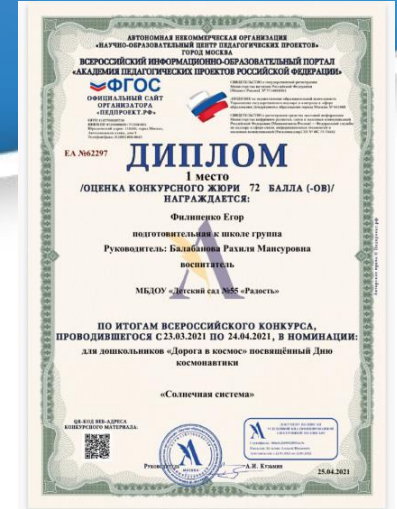 АВТОНОМНАЯ НЕКОММЕРЧЕСКАЯ ОРГАНИЗАЦИЯ
«НАУЧНО-ОБРАЗОВАТЕЛЬНЫЙ ЦЕНТР ПЕДАГОГИЧЕСКИХ ПРОЕКТОВ»
ГОРОД МОСКВА
ВСЕРОССИЙСКИЙ ИНФОРМАЦИОННО-ОБРАЗОВАТЕЛЬНЫЙ ПОРТАЛ
«АКАДЕМИЯ ПЕДАГОГИЧЕСКИХ ПРОЕКТОВ РОССИЙСКОЙ ФЕДЕРАЦИИ»
ФГОС
ОФИЦИАЛЬНЫЙ САЙТ
ОРГАНИЗАТОРА
«ПЕДПРОЕКТ.РФ»
ЕА №62297
ДИПЛОМ
1 место
/ОЦЕНКА КОНКУРСНОГО ЖЮРИ 72 БАЛЛА (-ОВ)/
НАГРАЖДАЕТСЯ:
Филипенко Егор
подготовительная к школе группа
Руководитель: Балабанова Рахиля Мансуровна
воспитатель
МБДОУ «Детский сад №55 «Радость»
ПО ИТОГАМ ВСЕРОССИЙСКОГО КОНКУРСА,
ПРОВОДИВШЕГОСЯ С 23.03.2021 ПО 24.04.2021, В НОМИНАЦИИ:
для дошкольников «Дорога в космос» посвящённый Дню
космонавтики
«Солнечная система»
QR-КОД WEB-АДРЕСА
КОНКУРСНОГО МАТЕРИАЛА:
А.Н. Кузьмин
25.04.2021